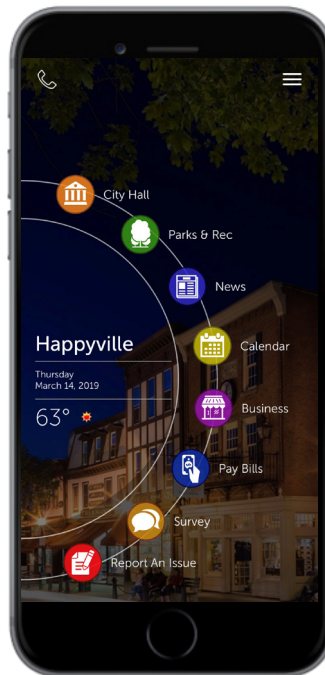 City Hall
Parks & Rec
News
Happyville
Calendar
Thursday
March 14, 2019
63°
Business
Pay Bills
Survey
Report An Issue